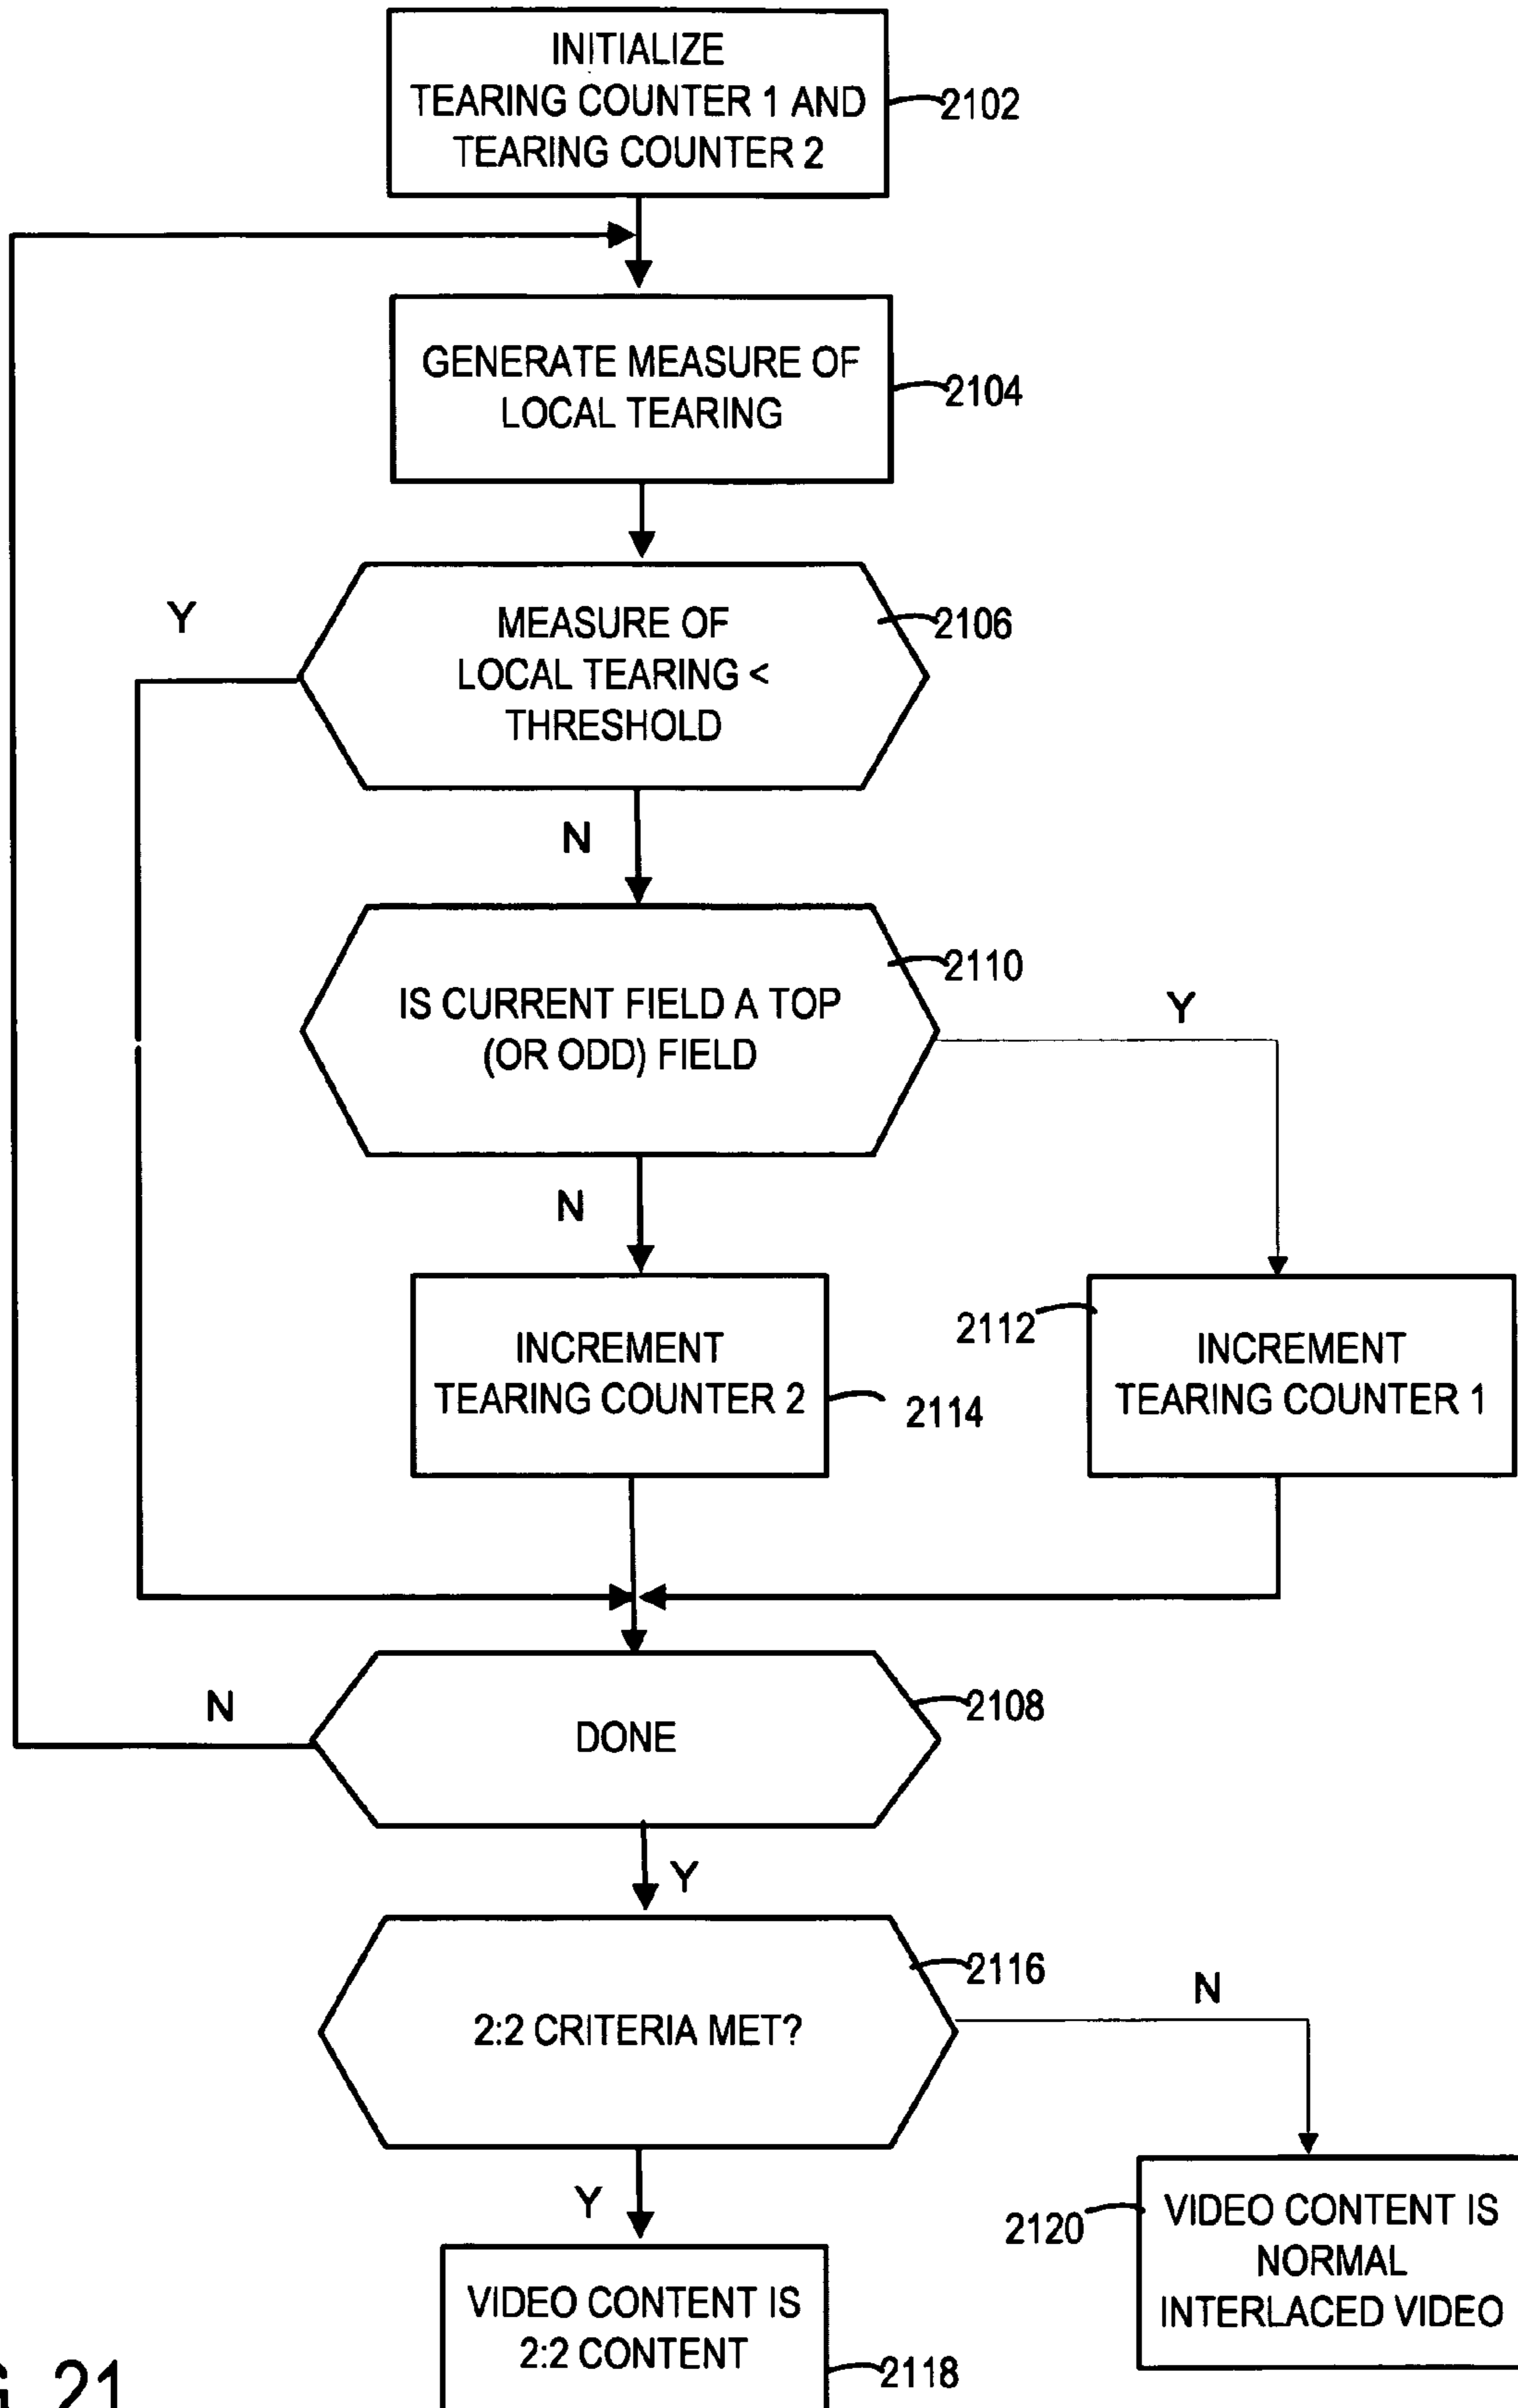 INITIALIZE
TEARING COUNTER 1 AND
TEARING COUNTER 2
2102
GENERATE MEASURE OF
LOCAL TEARING
2104
Y
MEASURE OF
LOCAL TEARING <
THRESHOLD
2106
N
2110
IS CURRENT FIELD A TOP
(OR ODD) FIELD
Y
N
INCREMENT
TEARING COUNTER 2
2114
2112
INCREMENT
TEARING COUNTER 1
N
DONE
2108
Y
2116
2:2 CRITERIA MET?
N
Y
VIDEO CONTENT IS
2:2 CONTENT
2118
2120
VIDEO CONTENT IS
NORMAL
INTERLACED VIDEO
G. 21